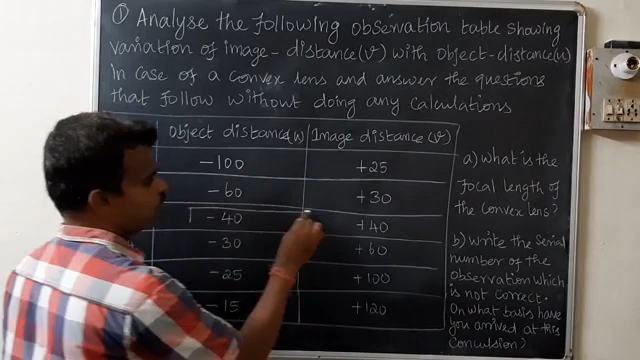 ① Analyse the following observation table showing
variation of image-distance(v) with object-distance(u)
In case of a convex lens and answer the questions
that follow without doing any calculations
Object distance(u) Image distance (v)
-100 +25
-60 +30
-40 +40
-30 +60
-25 +100
-15 +120
a) What is the
focal length of
the convex lens?
b) Write the Serial
number of the
observation which
is not correct.
On what basis have
you arrived at this
Conculsion?